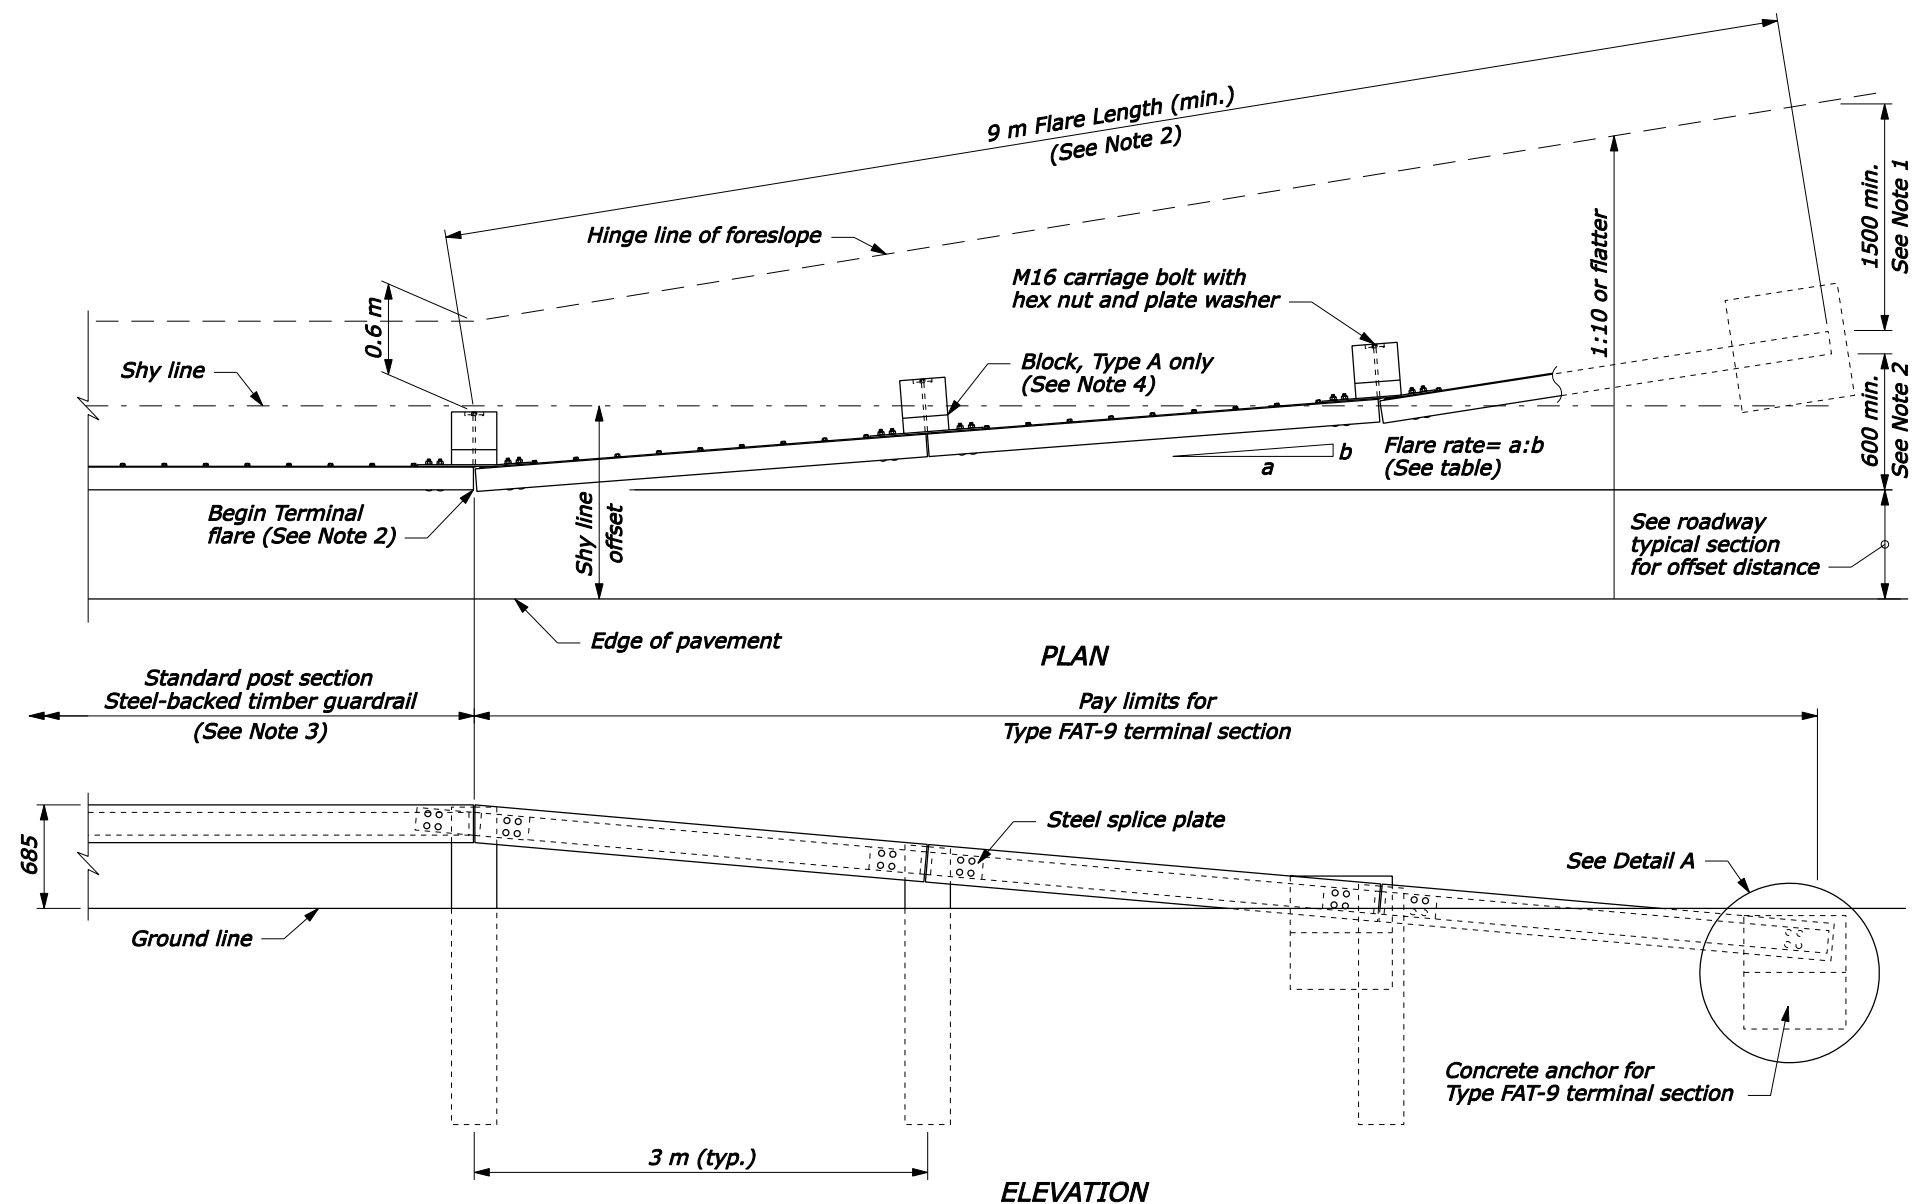 9 m Flare Length (min.)
(See Note 2)
Hinge line of foreslope
M16 carriage bolt with
hex nut and plate washer
1:10 or flatter
1500 min.
See Note 1
0.6 m
Shy line
Block, Type A only
(See Note 4)
600 min.
See Note 2
b
a
Flare rate= a:b
(See table)
Begin Terminal
flare (See Note 2)
Shy line
offset
See roadway
typical section
for offset distance
Edge of pavement
PLAN
Standard post section
Steel-backed timber guardrail
(See Note 3)
Pay limits for
Type FAT-9 terminal section
685
Steel splice plate
See Detail A
Ground line
Concrete anchor for
Type FAT-9 terminal section
3 m (typ.)
ELEVATION